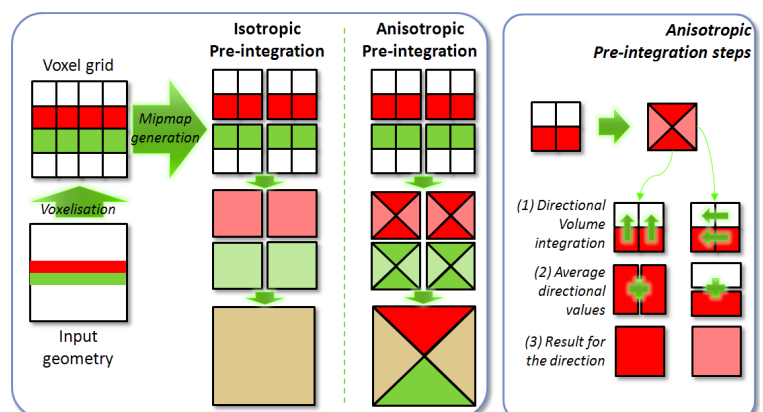 Isotropic
Pre-integration
Anisotropic
Pre-integration
Voxel grid
Mipmap
generation
Voxelisation
Input
geometry
Anisotropic
Pre-integration steps
(1) Directional
Volume
integration
(2) Average
directional
values
(3) Result for
the direction